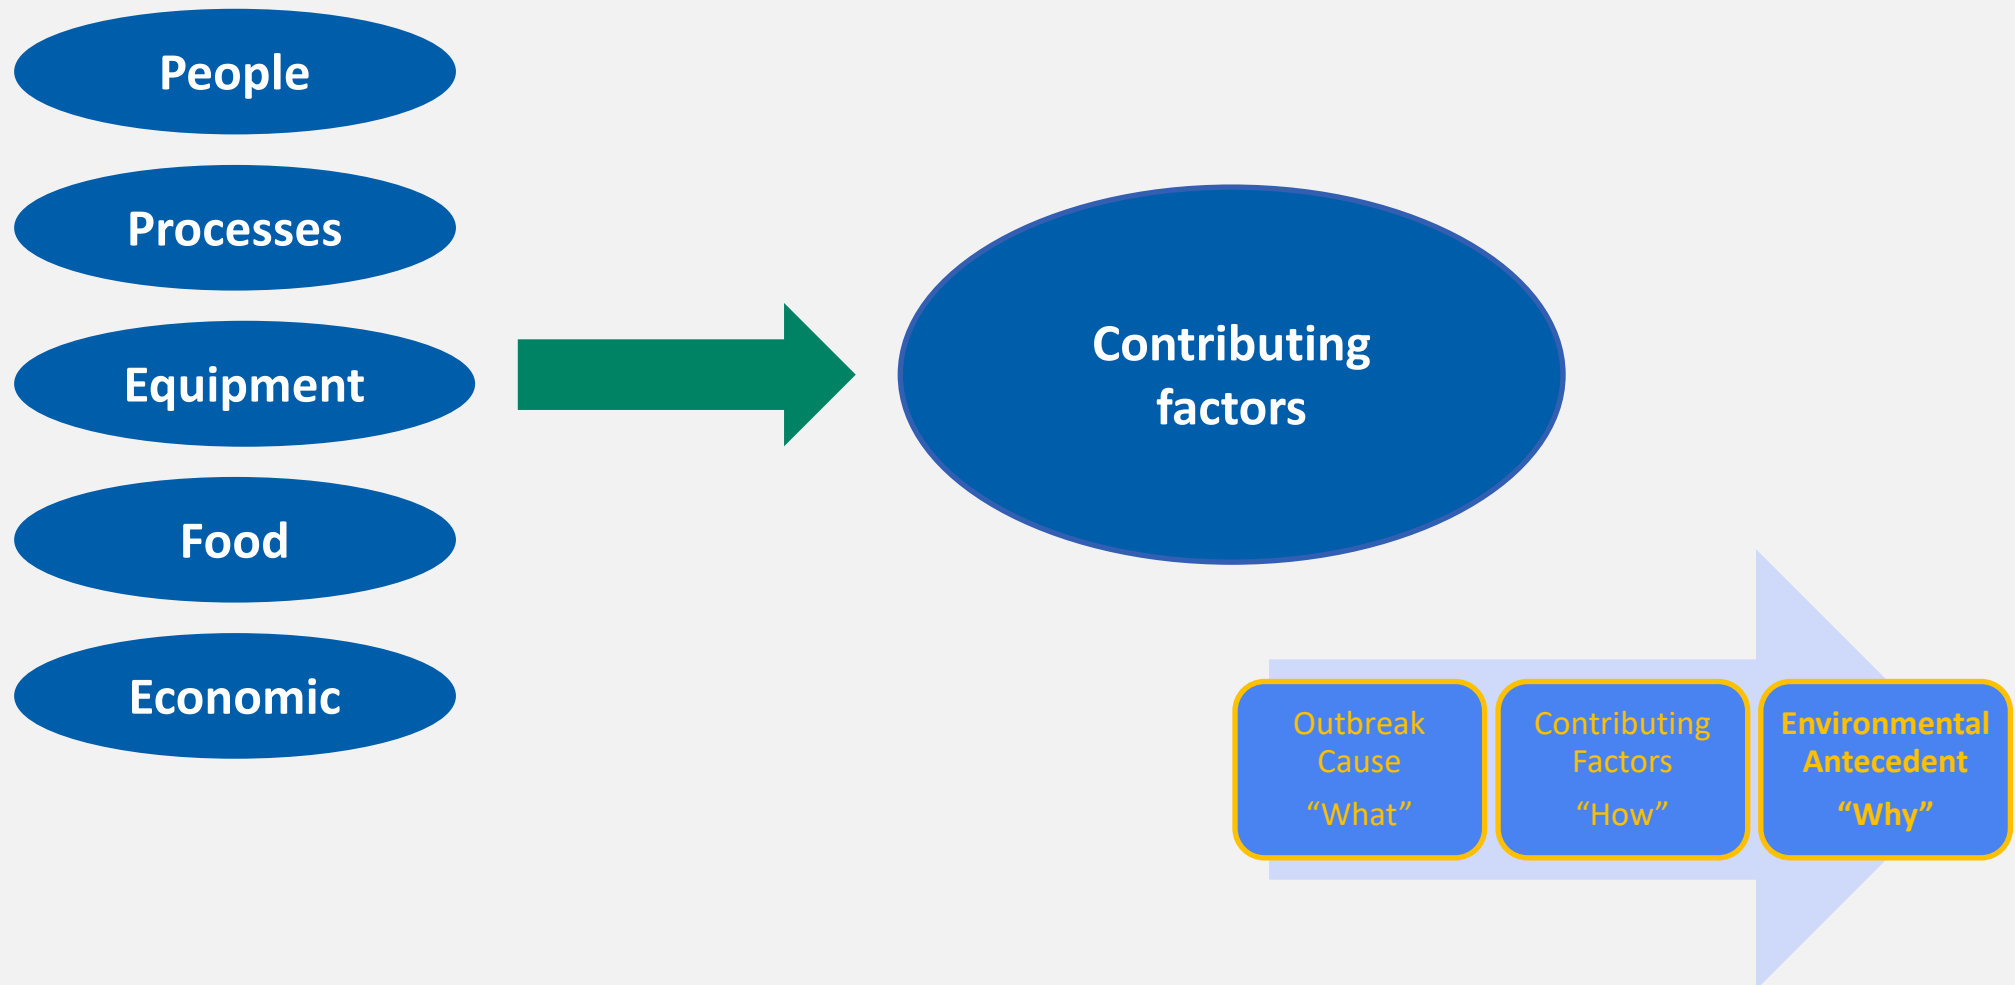 People
Processes
Equipment
Food
Economic
Contributing
factors
Outbreak
Cause
“What”
Contributing
Factors
“How”
Environmental
Antecedent
“Why”